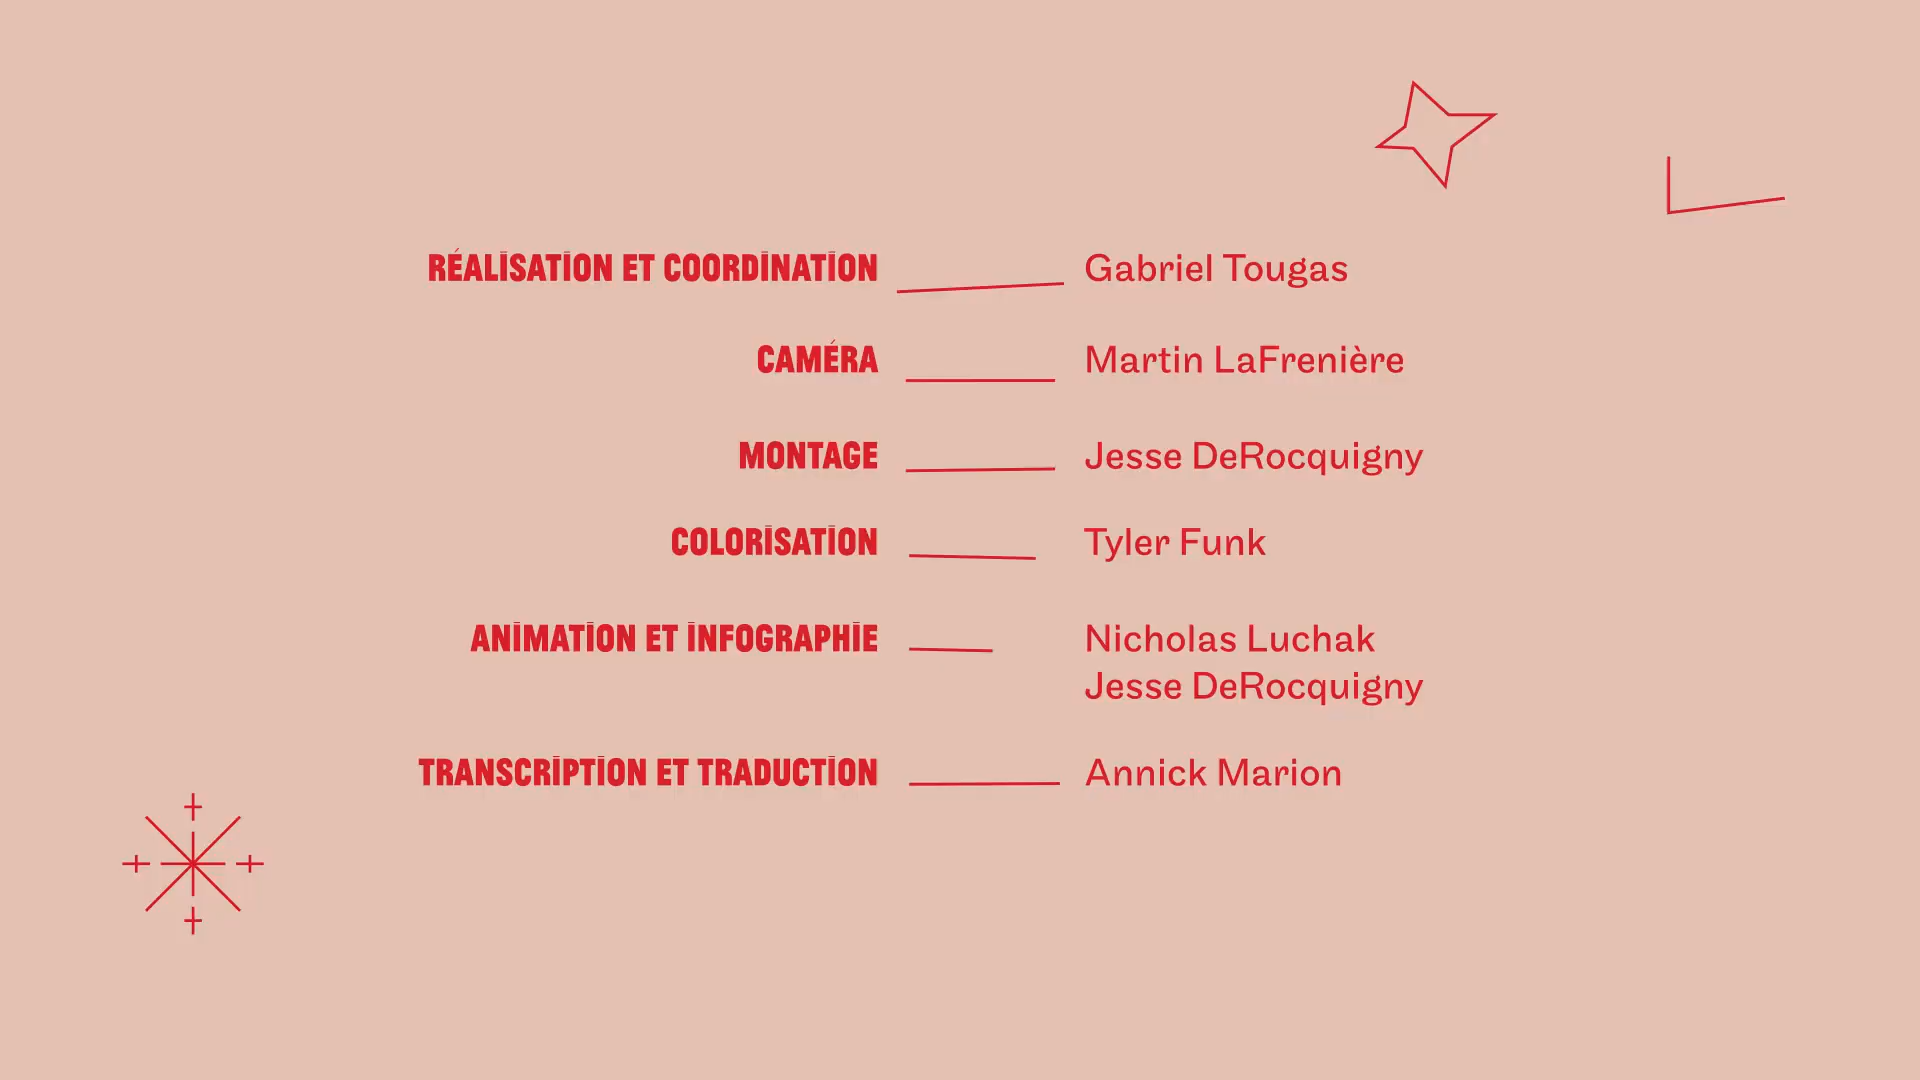 RÉALISATION ET COORDINATION Gabriel Tougas
CAMÉRA Martin LaFrenière
MONTAGE Jesse DeRocquigny
COLORISATION Tyler Funk
ANIMATION ET INFOGRAPHIE Nicholas Luchak
Jesse DeRocquigny
TRANSCRIPTION ET TRADUCTION Annick Marion